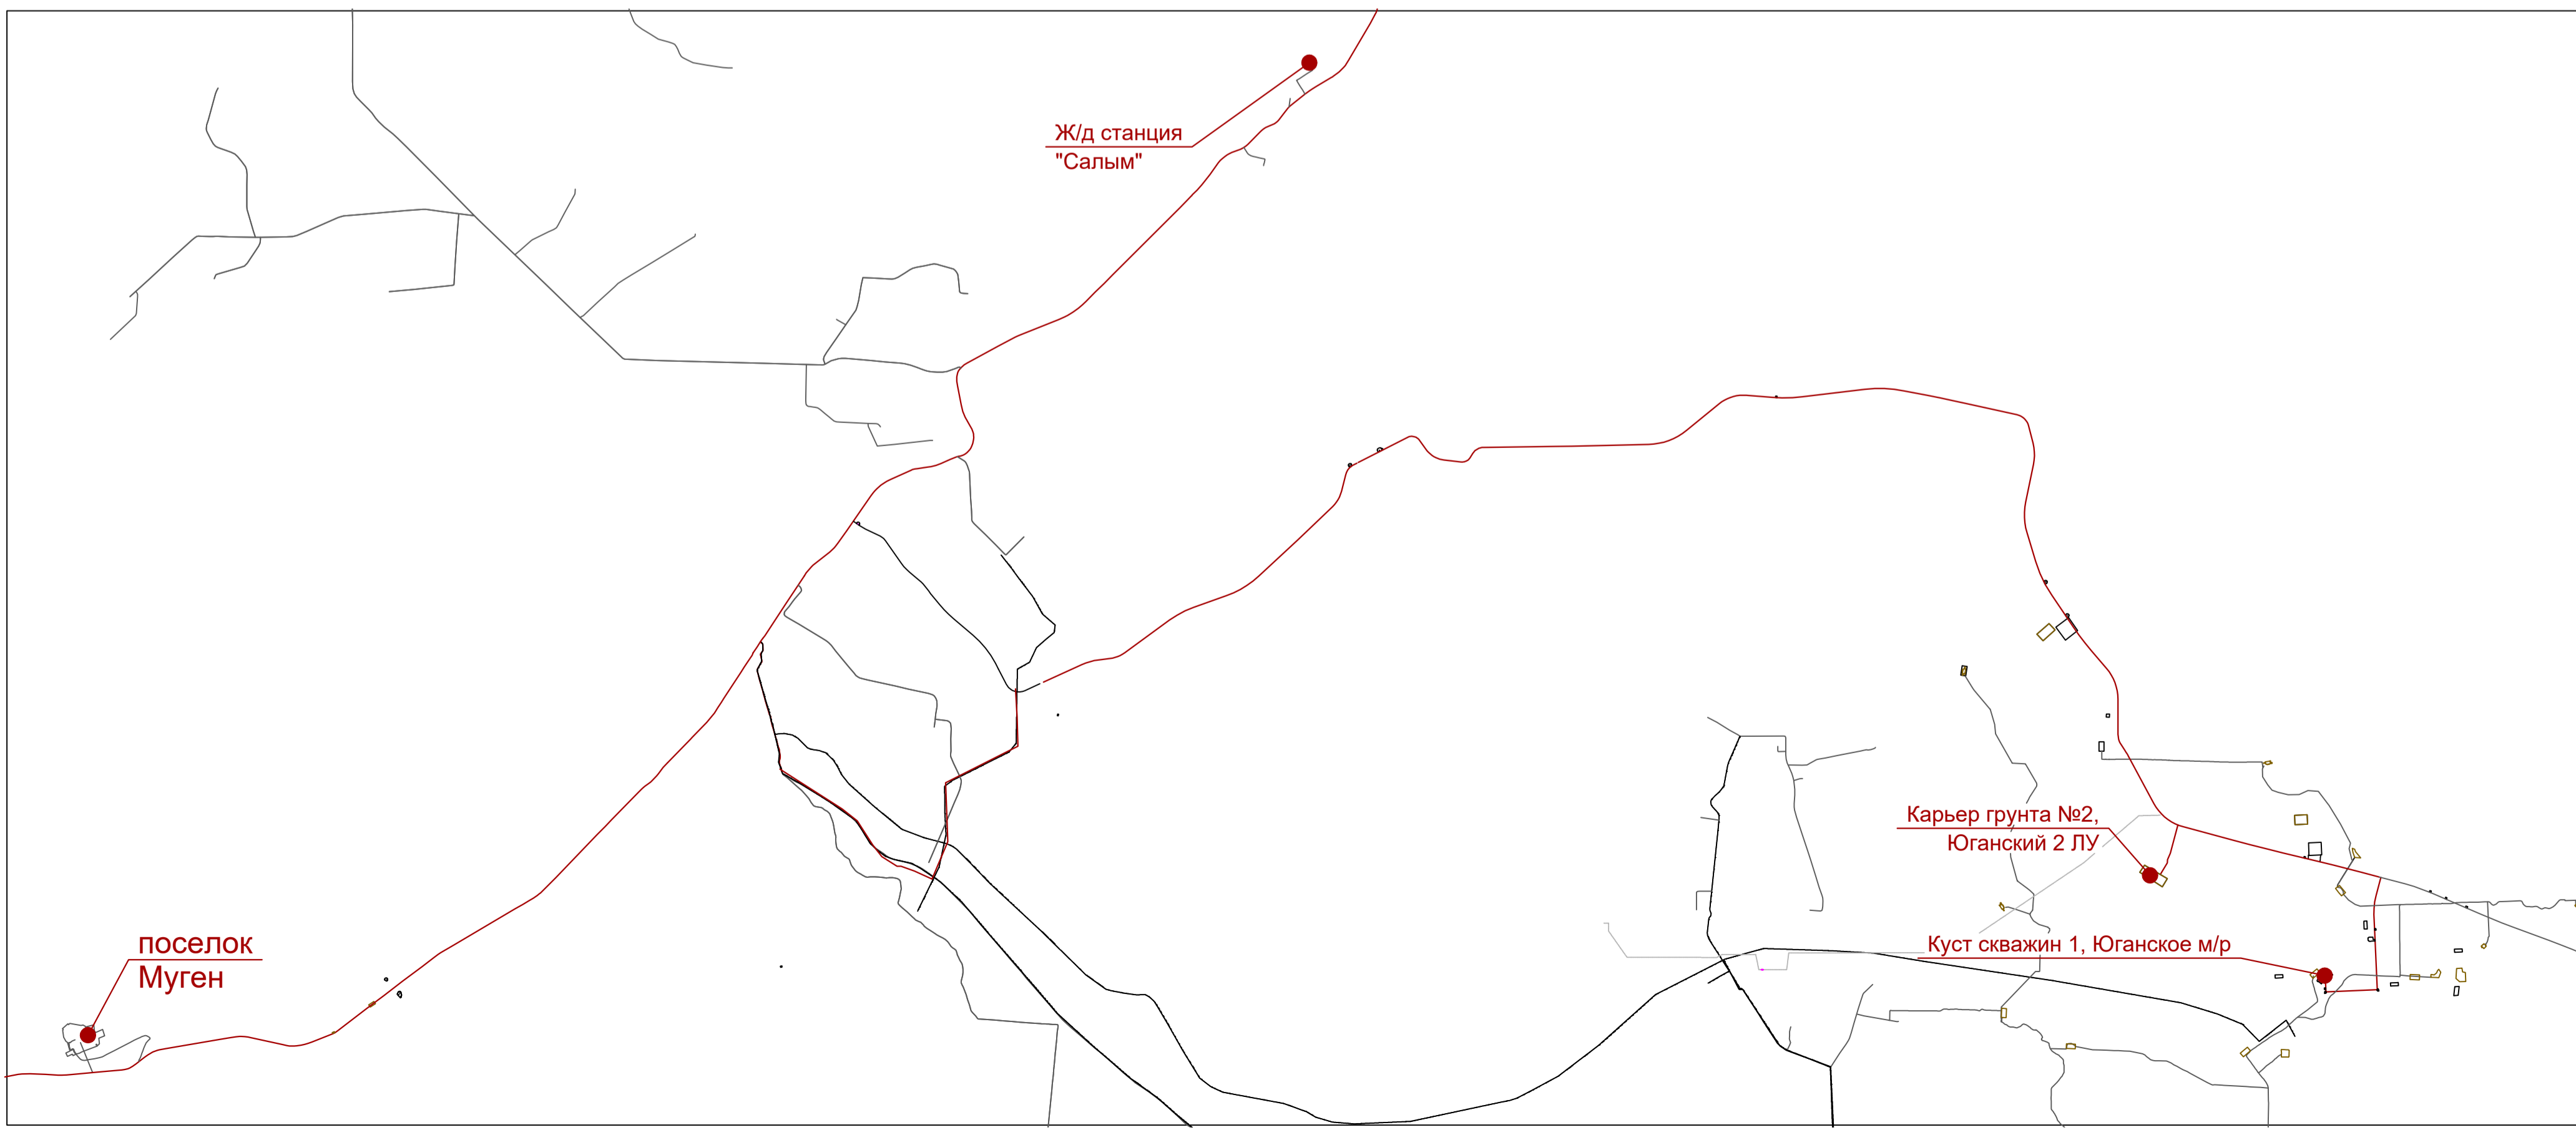 Ж/д станция
"Салым"
Карьер грунта №2,
Юганский 2 ЛУ
поселок
Муген
Куст скважин 1, Юганское м/р